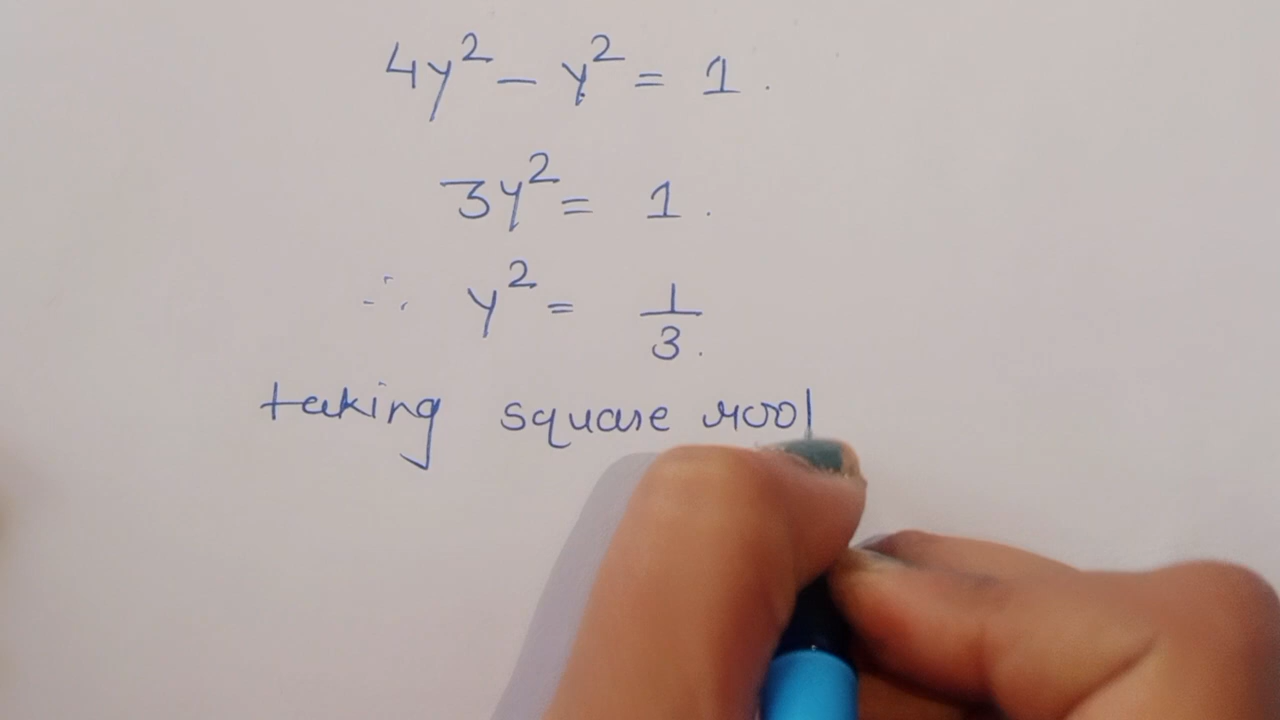 4y² - y² = 1.
3y² = 1.
∴ y² = 1/3.
taking square root